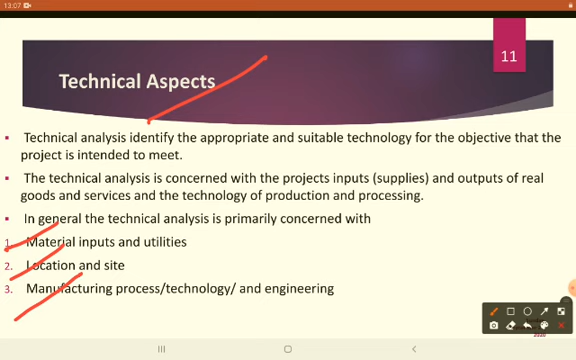 13:07
11
Technical Aspects
▪ Technical analysis identify the appropriate and suitable technology for the objective that the
project is intended to meet.
▪ The technical analysis is concerned with the projects inputs (supplies) and outputs of real
goods and services and the technology of production and processing.
▪ In general the technical analysis is primarily concerned with
1. Material inputs and utilities
2. Location and site
3. Manufacturing process/technology/ and engineering
2020